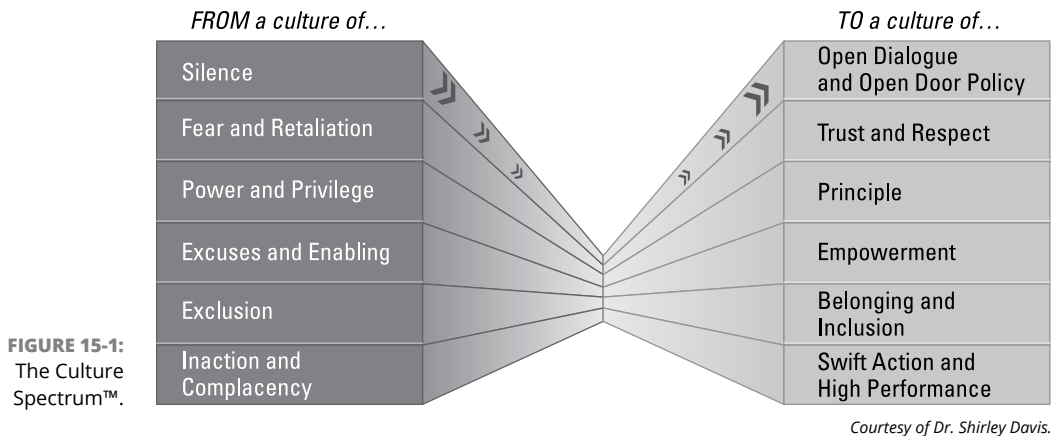 FROM a culture of...
TO a culture of...
Silence
Fear and Retaliation
Power and Privilege
Excuses and Enabling
Exclusion
Inaction and
Complacency
Open Dialogue
and Open Door Policy
Trust and Respect
Principle
Empowerment
Belonging and
Inclusion
Swift Action and
High Performance
FIGURE 15-1:
The Culture
Spectrum™.
Courtesy of Dr. Shirley Davis.